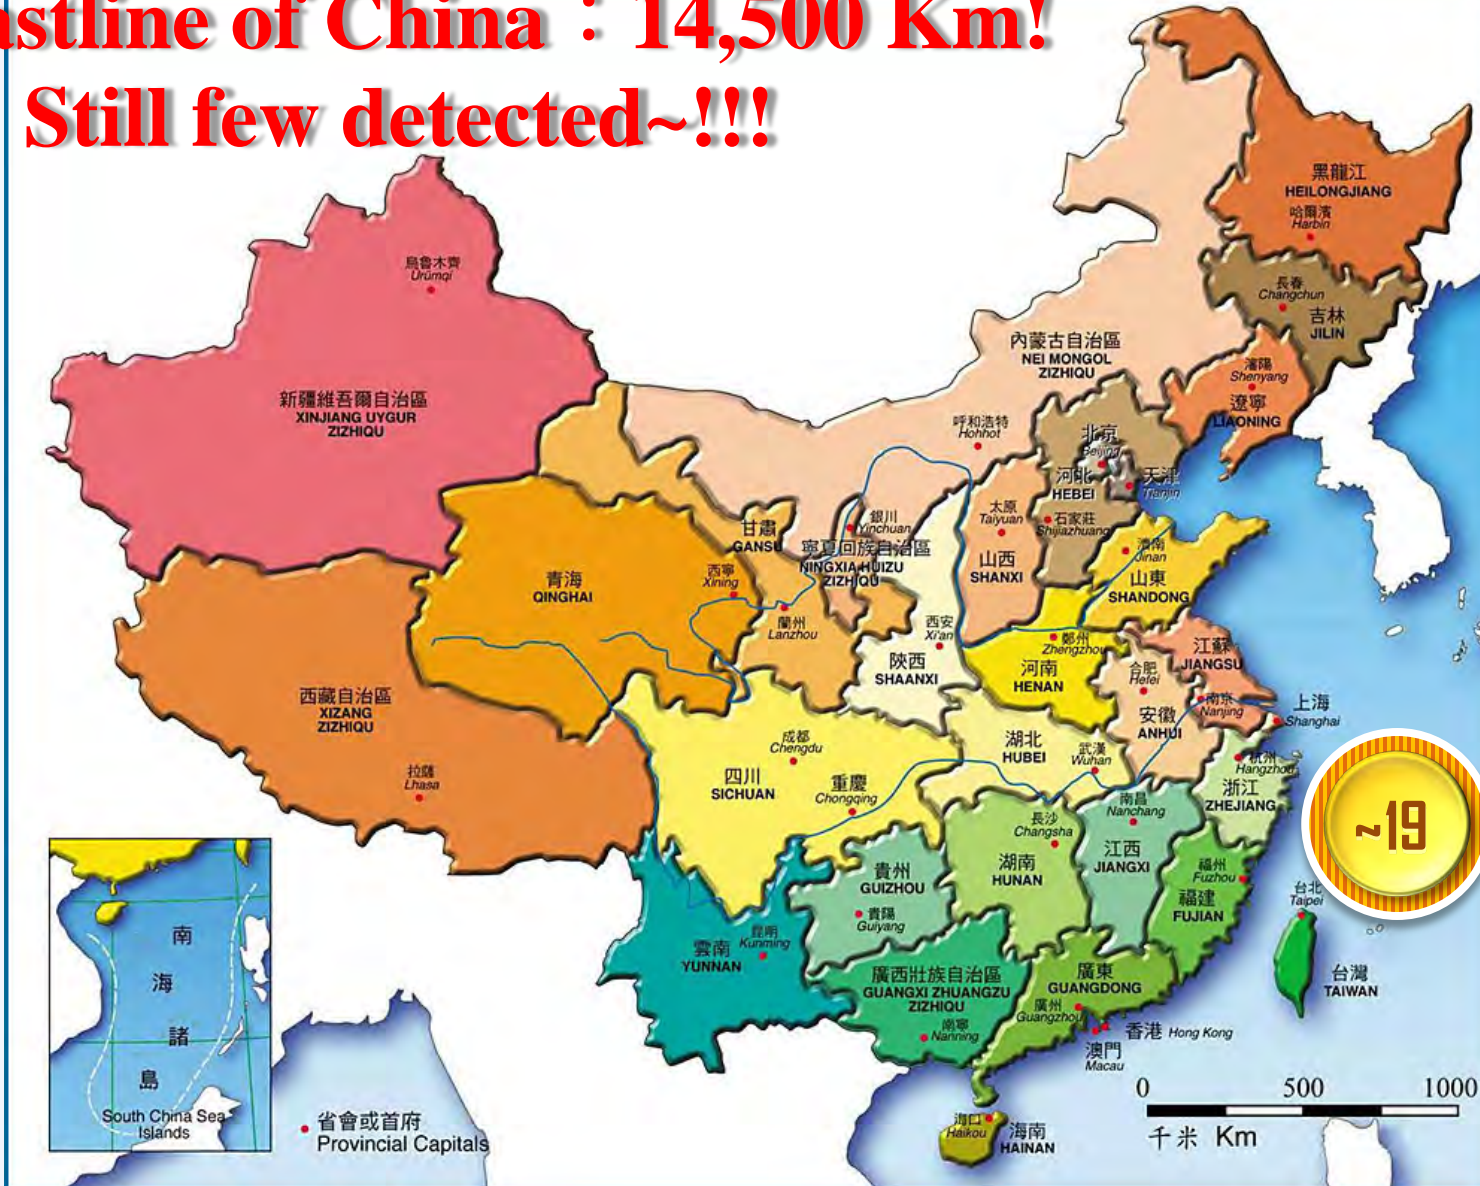 astline of China：14,500 Km!
Still few detected~!!!
黑龍江
HEILONGJIANG
哈爾濱
Harbin
烏魯木齊
Ürümqi
長春
Changchun
吉林
JILIN
內蒙古自治區
NEI MONGOL
ZIZHIQU
瀋陽
Shenyang
遼寧
LIAONING
新疆維吾爾自治區
XINJIANG UYGUR
ZIZHIQU
呼和浩特
Hohhot
北京
Beijing
天津
Tianjin
河北
HEBEI
石家莊
Shijiazhuang
太原
Taiyuan
山西
SHANXI
銀川
Yinchuan
甘肅
GANSU
寧夏回族自治區
NINGXIA HUIZU
ZIZHIQU
濟南
Jinan
山東
SHANDONG
青海
QINGHAI
西寧
Xining
蘭州
Lanzhou
西安
Xi'an
陝西
SHAANXI
鄭州
Zhengzhou
河南
HENAN
江蘇
JIANGSU
合肥
Hefei
南京
Nanjing
安徽
ANHUI
上海
Shanghai
西藏自治區
XIZANG
ZIZHIQU
拉薩
Lhasa
成都
Chengdu
四川
SICHUAN
重慶
Chongqing
湖北
HUBEI
武漢
Wuhan
杭州
Hangzhou
浙江
ZHEJIANG
~19
南昌
Nanchang
江西
JIANGXI
長沙
Changsha
湖南
HUNAN
貴州
GUIZHOU
貴陽
Guiyang
福州
Fuzhou
福建
FUJIAN
台北
Taipei
台灣
TAIWAN
雲南
YUNNAN
昆明
Kunming
廣西壯族自治區
GUANGXI ZHUANGZU
ZIZHIQU
南寧
Nanning
廣東
GUANGDONG
廣州
Guangzhou
香港 Hong Kong
澳門
Macau
海口
Haikou
海南
HAINAN
南
海
諸
島
South China Sea
Islands
省會或首府
Provincial Capitals
0 500 1000
千米 Km